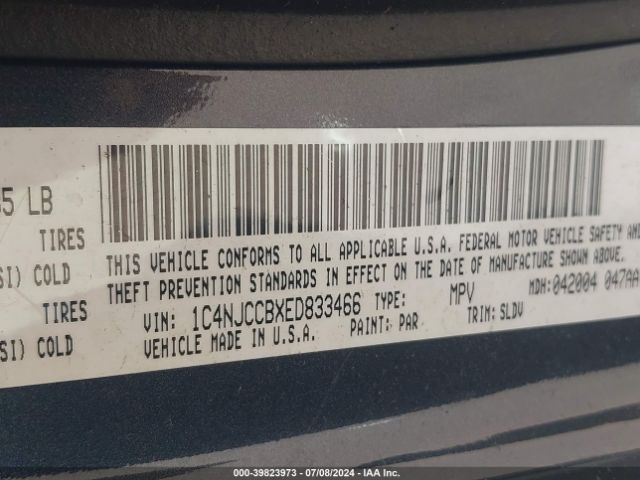 35 LB
TIRES
SI) COLD
TIRES
SI) COLD
THIS VEHICLE CONFORMS TO ALL APPLICABLE U.S.A. FEDERAL MOTOR VEHICLE SAFETY AND
THEFT PREVENTION STANDARDS IN EFFECT ON THE DATE OF MANUFACTURE SHOWN ABOVE.
VIN: 1C4NJCCBXED833466 TYPE: MPV MDH:042004 047AA
VEHICLE MADE IN U.S.A. PAINT: PAR TRIM: SLDV
000-39823973 / 07/08/2024 - IAA Inc.